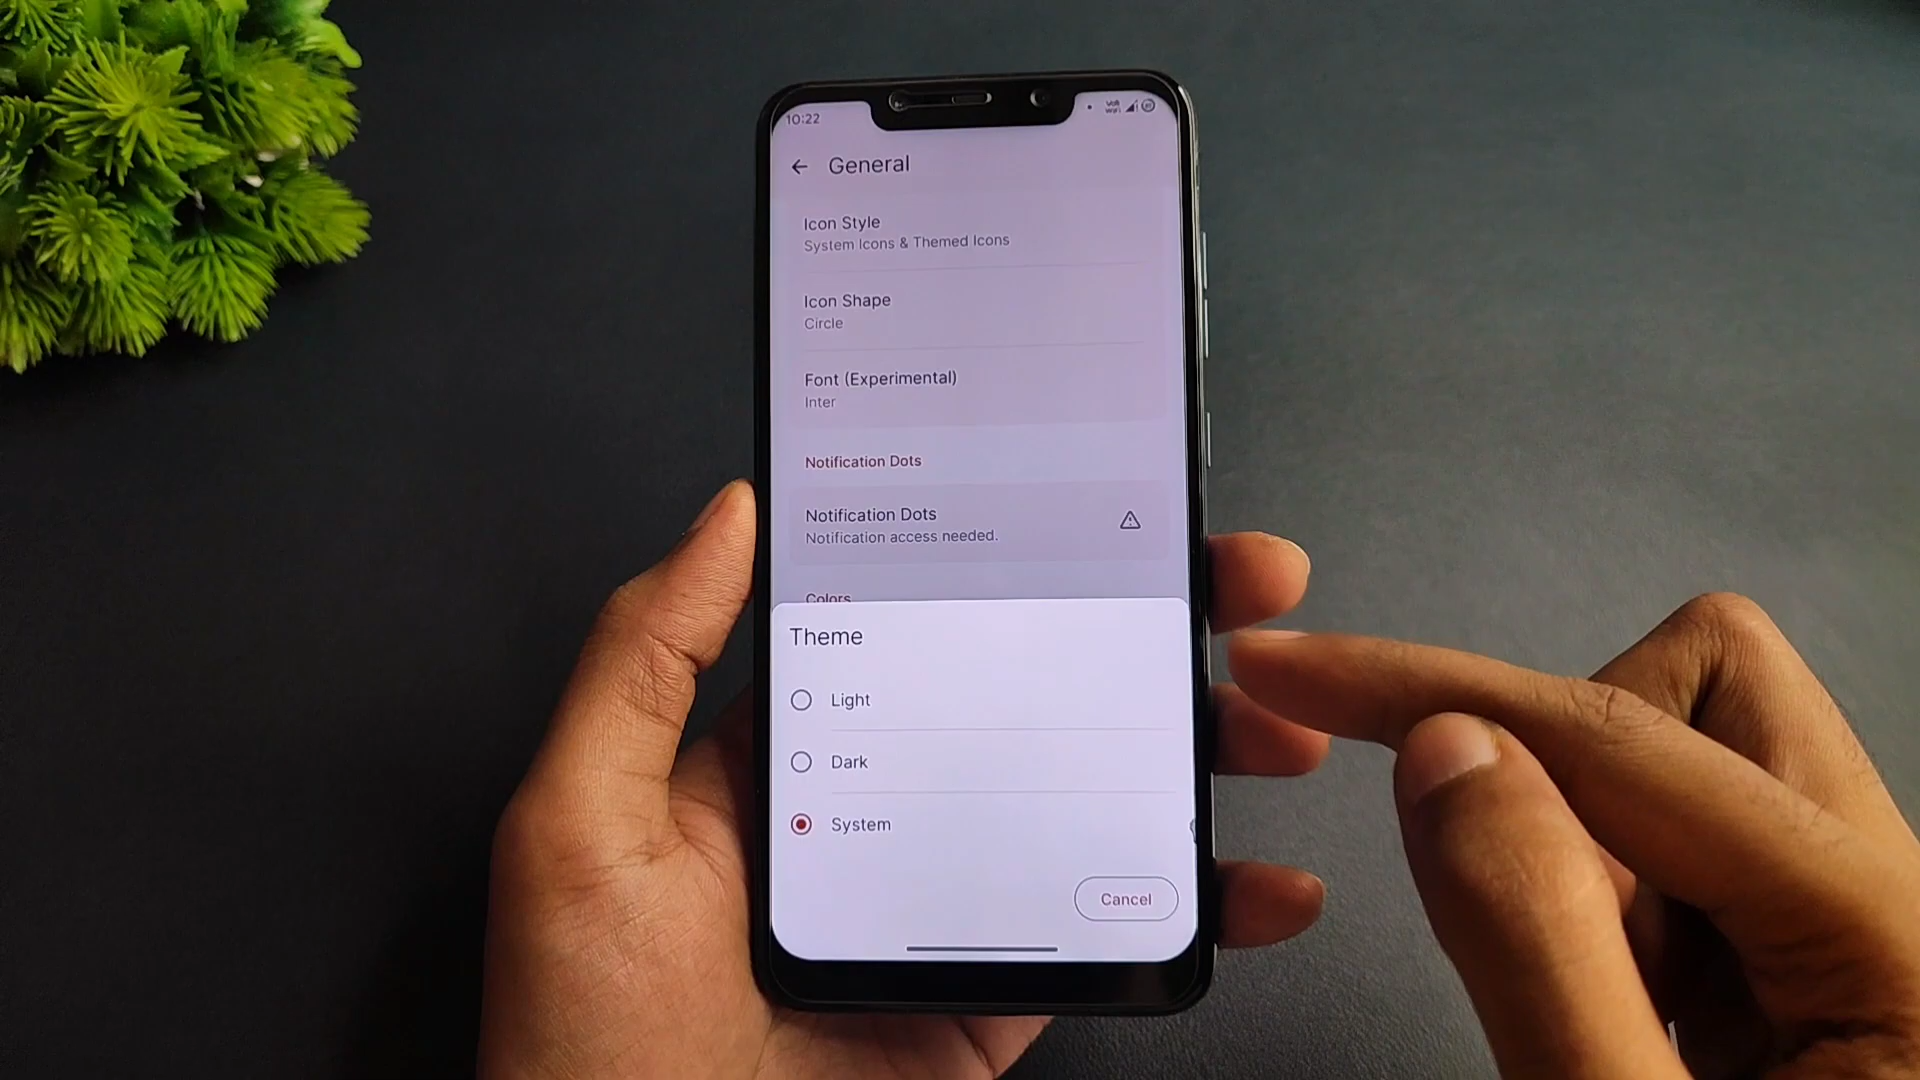 10:22
General
Icon Style
System Icons & Themed Icons
Icon Shape
Circle
Font (Experimental)
Inter
Notification Dots
Notification Dots
Notification access needed.
Colors
Theme
Light
Dark
System
Cancel